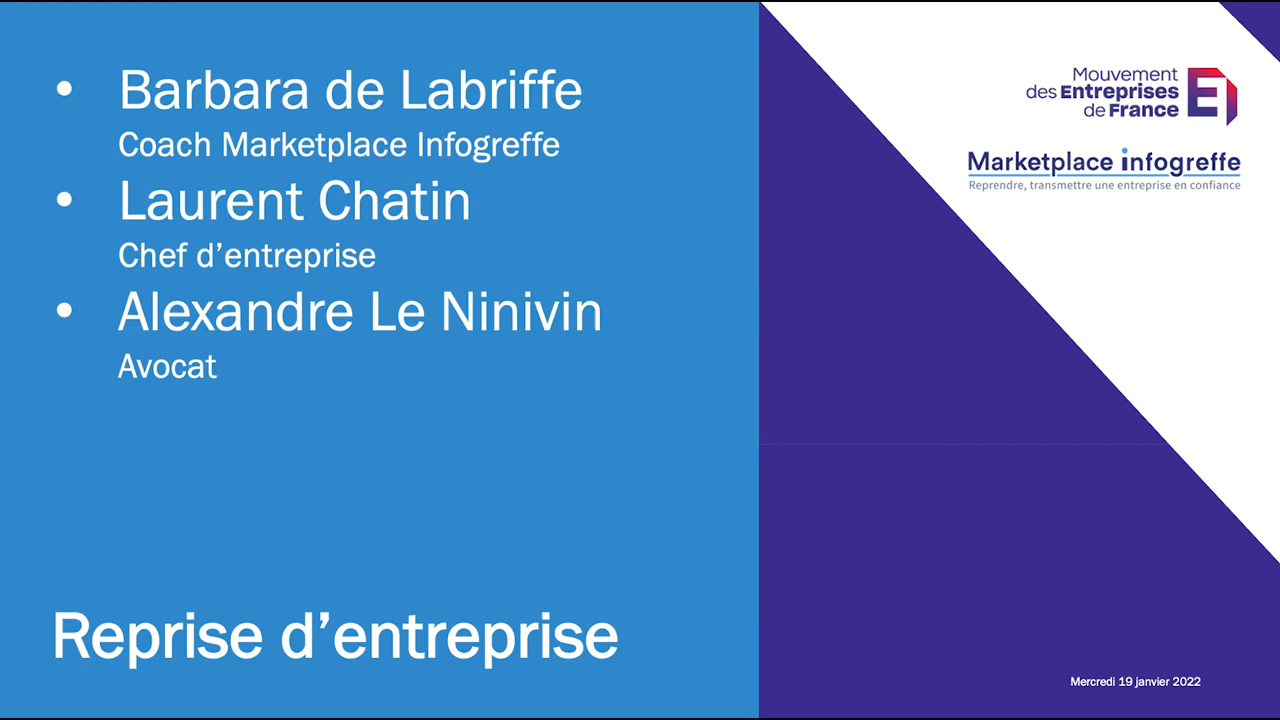 • Barbara de Labriffe
Coach Marketplace Infogreffe
• Laurent Chatin
Chef d’entreprise
• Alexandre Le Ninivin
Avocat
Reprise d’entreprise
Mouvement
des Entreprises
de France
Marketplace infogreffe
Reprendre, transmettre une entreprise en confiance
Mercredi 19 janvier 2022